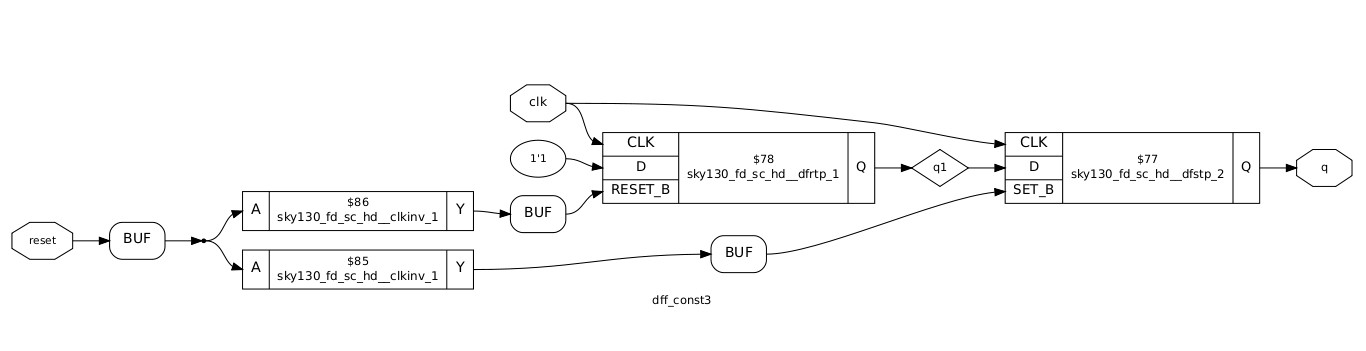 clk
CLK
D
RESET_B
$78
sky130_fd_sc_hd__dfrtp_1
Q
1'1
q1
CLK
D
SET_B
$77
sky130_fd_sc_hd__dfstp_2
Q
q
reset
BUF
A
$86
sky130_fd_sc_hd__clkinv_1
Y
BUF
A
$85
sky130_fd_sc_hd__clkinv_1
Y
BUF
dff_const3